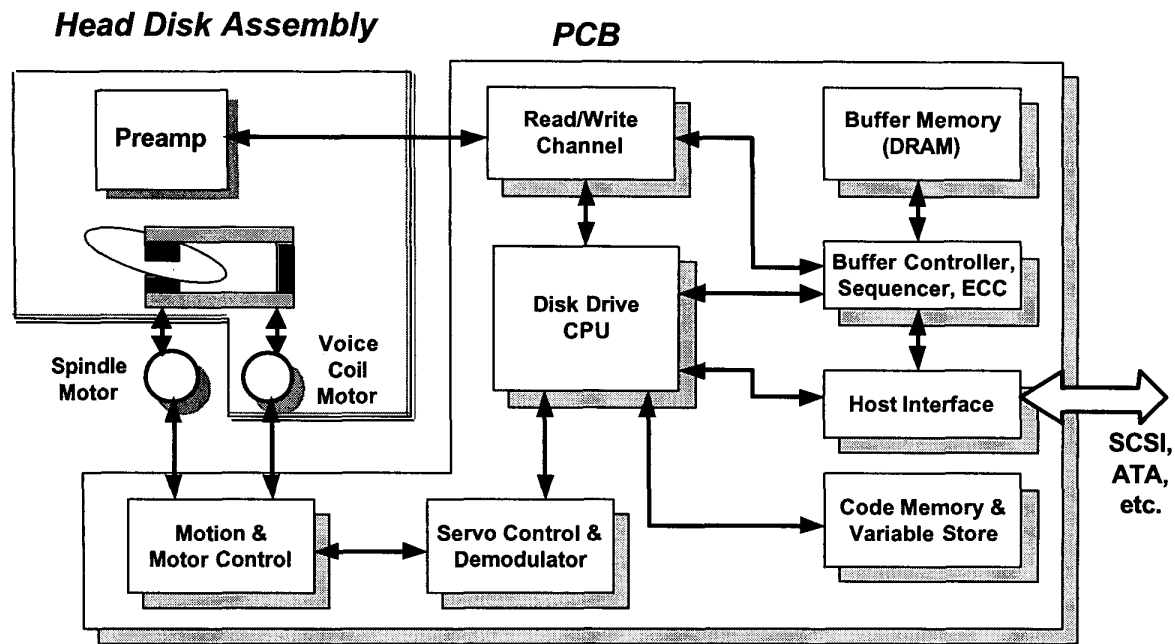 Head Disk Assembly
PCB
Preamp
Read/Write
Channel
Buffer Memory
(DRAM)
Disk Drive
CPU
Buffer Controller,
Sequencer, ECC
Spindle
Motor
Voice
Coil
Motor
Host Interface
SCSI,
ATA,
etc.
Motion &
Motor Control
Servo Control &
Demodulator
Code Memory &
Variable Store